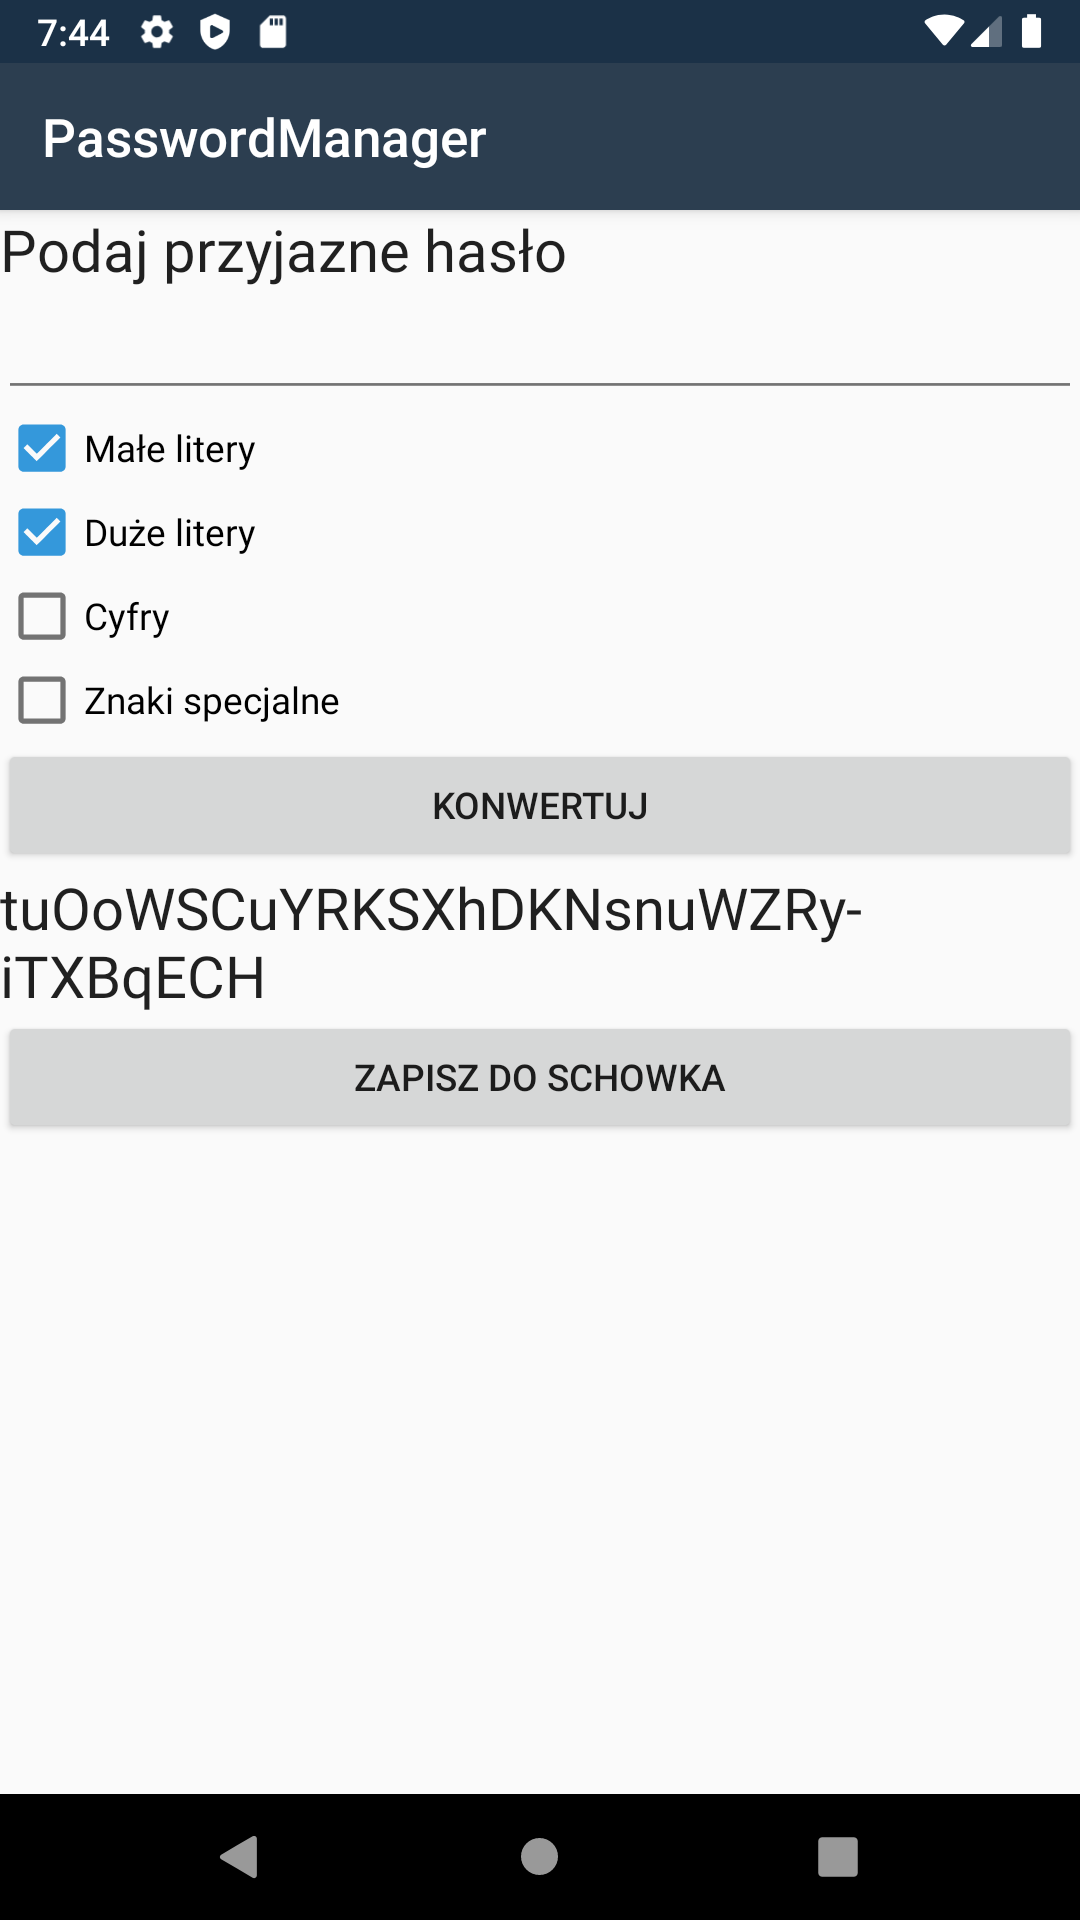 7:44
PasswordManager
Podaj przyjazne hasło
Małe litery
Duże litery
Cyfry
Znaki specjalne
KONWERTUJ
tuOoWSCuYRKSXhDKNsnuWZRy-
iTXBqECH
ZAPISZ DO SCHOWKA